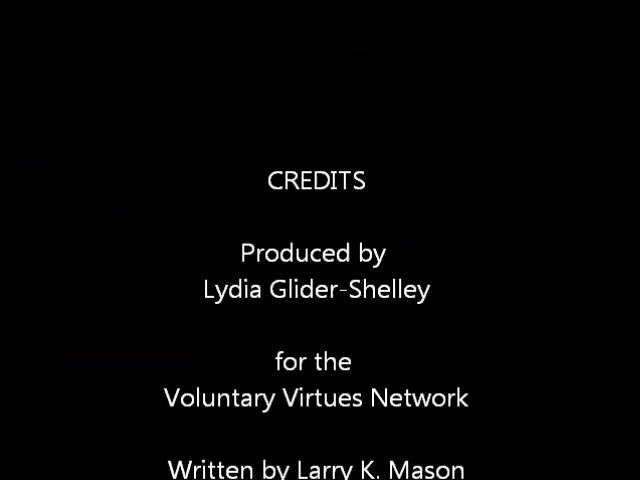 CREDITS
Produced by
Lydia Glider-Shelley
for the
Voluntary Virtues Network
Written by Larry K. Mason